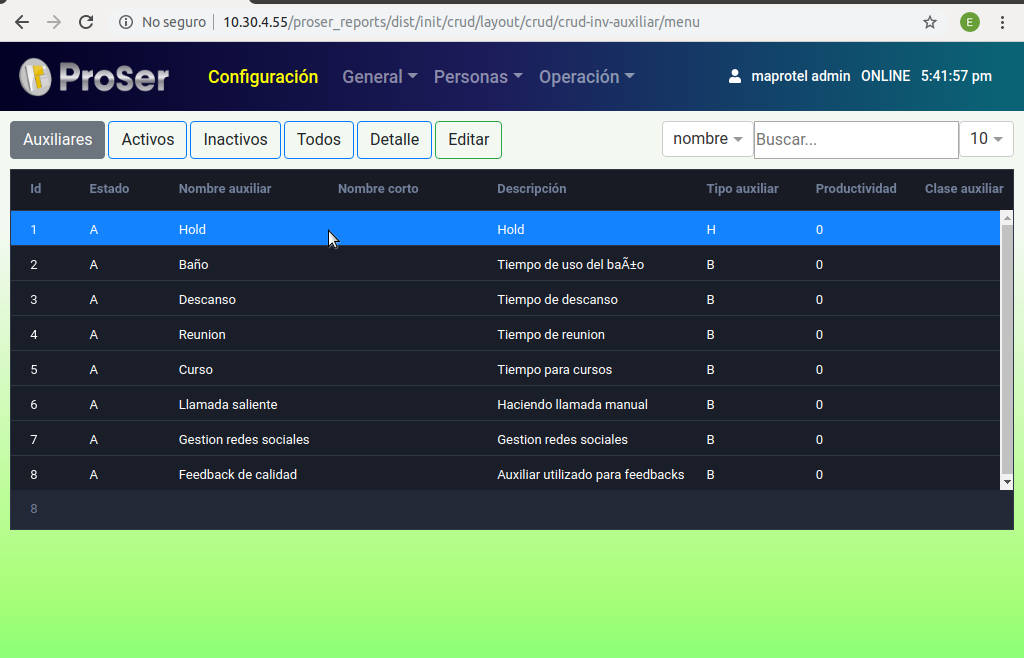 No seguro 10.30.4.55/proser_reports/dist/init/crud/layout/crud/crud-inv-auxiliar/menu E
ProSer Configuración General Personas Operación maprotel admin ONLINE 5:41:57 pm
Auxiliares Activos Inactivos Todos Detalle Editar nombre Buscar... 10
Id Estado Nombre auxiliar Nombre corto Descripción Tipo auxiliar Productividad Clase auxiliar
1 A Hold Hold H 0
2 A Baño Tiempo de uso del baÃ±o B 0
3 A Descanso Tiempo de descanso B 0
4 A Reunion Tiempo de reunion B 0
5 A Curso Tiempo para cursos B 0
6 A Llamada saliente Haciendo llamada manual B 0
7 A Gestion redes sociales Gestion redes sociales B 0
8 A Feedback de calidad Auxiliar utilizado para feedbacks B 0
8